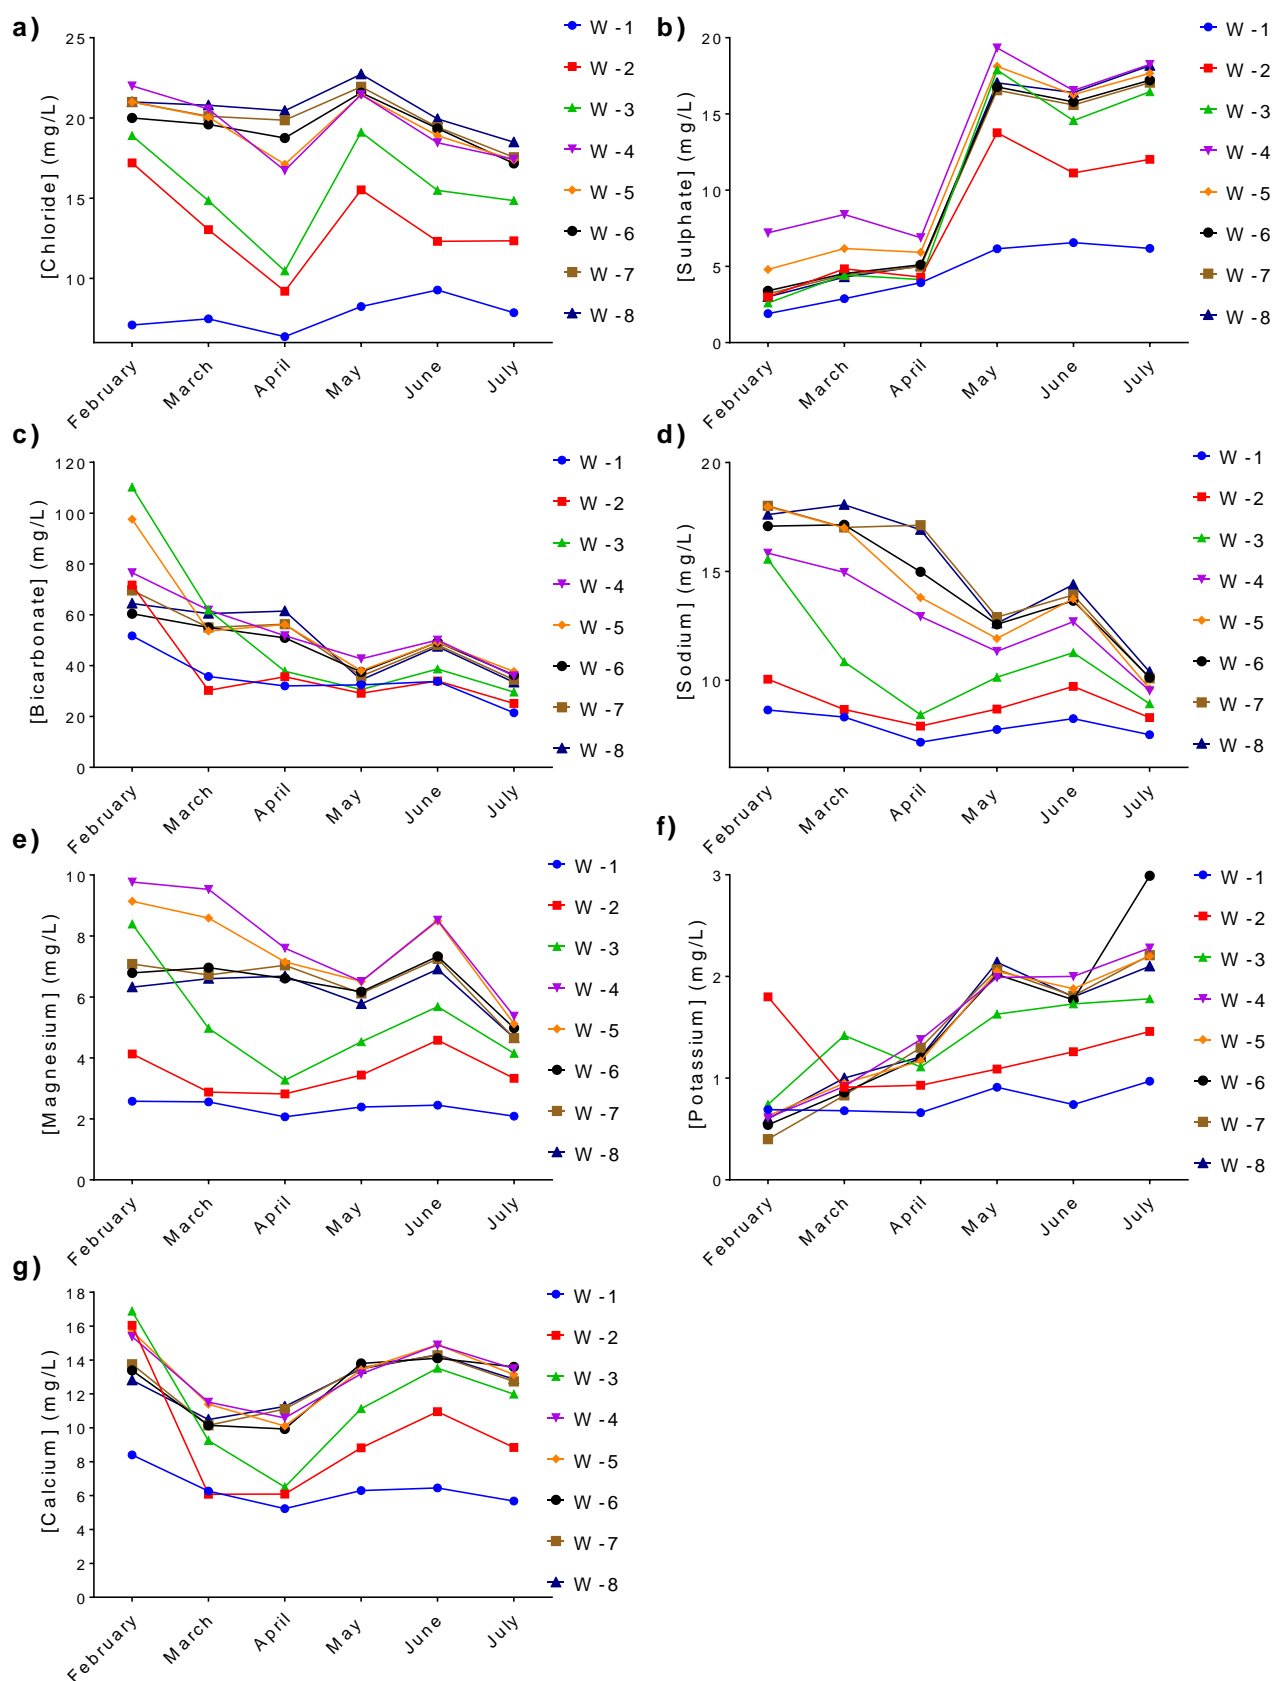 a)
[Chloride] (mg/L)
25
20
15
10
February
March
April
May
June
July
W-1
W-2
W-3
W-4
W-5
W-6
W-7
W-8
b)
[Sulphate] (mg/L)
20
15
10
5
0
February
March
April
May
June
July
W-1
W-2
W-3
W-4
W-5
W-6
W-7
W-8
c)
[Bicarbonate] (mg/L)
120
100
80
60
40
20
0
February
March
April
May
June
July
W-1
W-2
W-3
W-4
W-5
W-6
W-7
W-8
d)
[Sodium] (mg/L)
20
15
10
February
March
April
May
June
July
W-1
W-2
W-3
W-4
W-5
W-6
W-7
W-8
e)
[Magnesium] (mg/L)
10
8
6
4
2
0
February
March
April
May
June
July
W-1
W-2
W-3
W-4
W-5
W-6
W-7
W-8
f)
[Potassium] (mg/L)
3
2
1
0
February
March
April
May
June
July
W-1
W-2
W-3
W-4
W-5
W-6
W-7
W-8
g)
[Calcium] (mg/L)
18
16
14
12
10
8
6
4
2
0
February
March
April
May
June
July
W-1
W-2
W-3
W-4
W-5
W-6
W-7
W-8